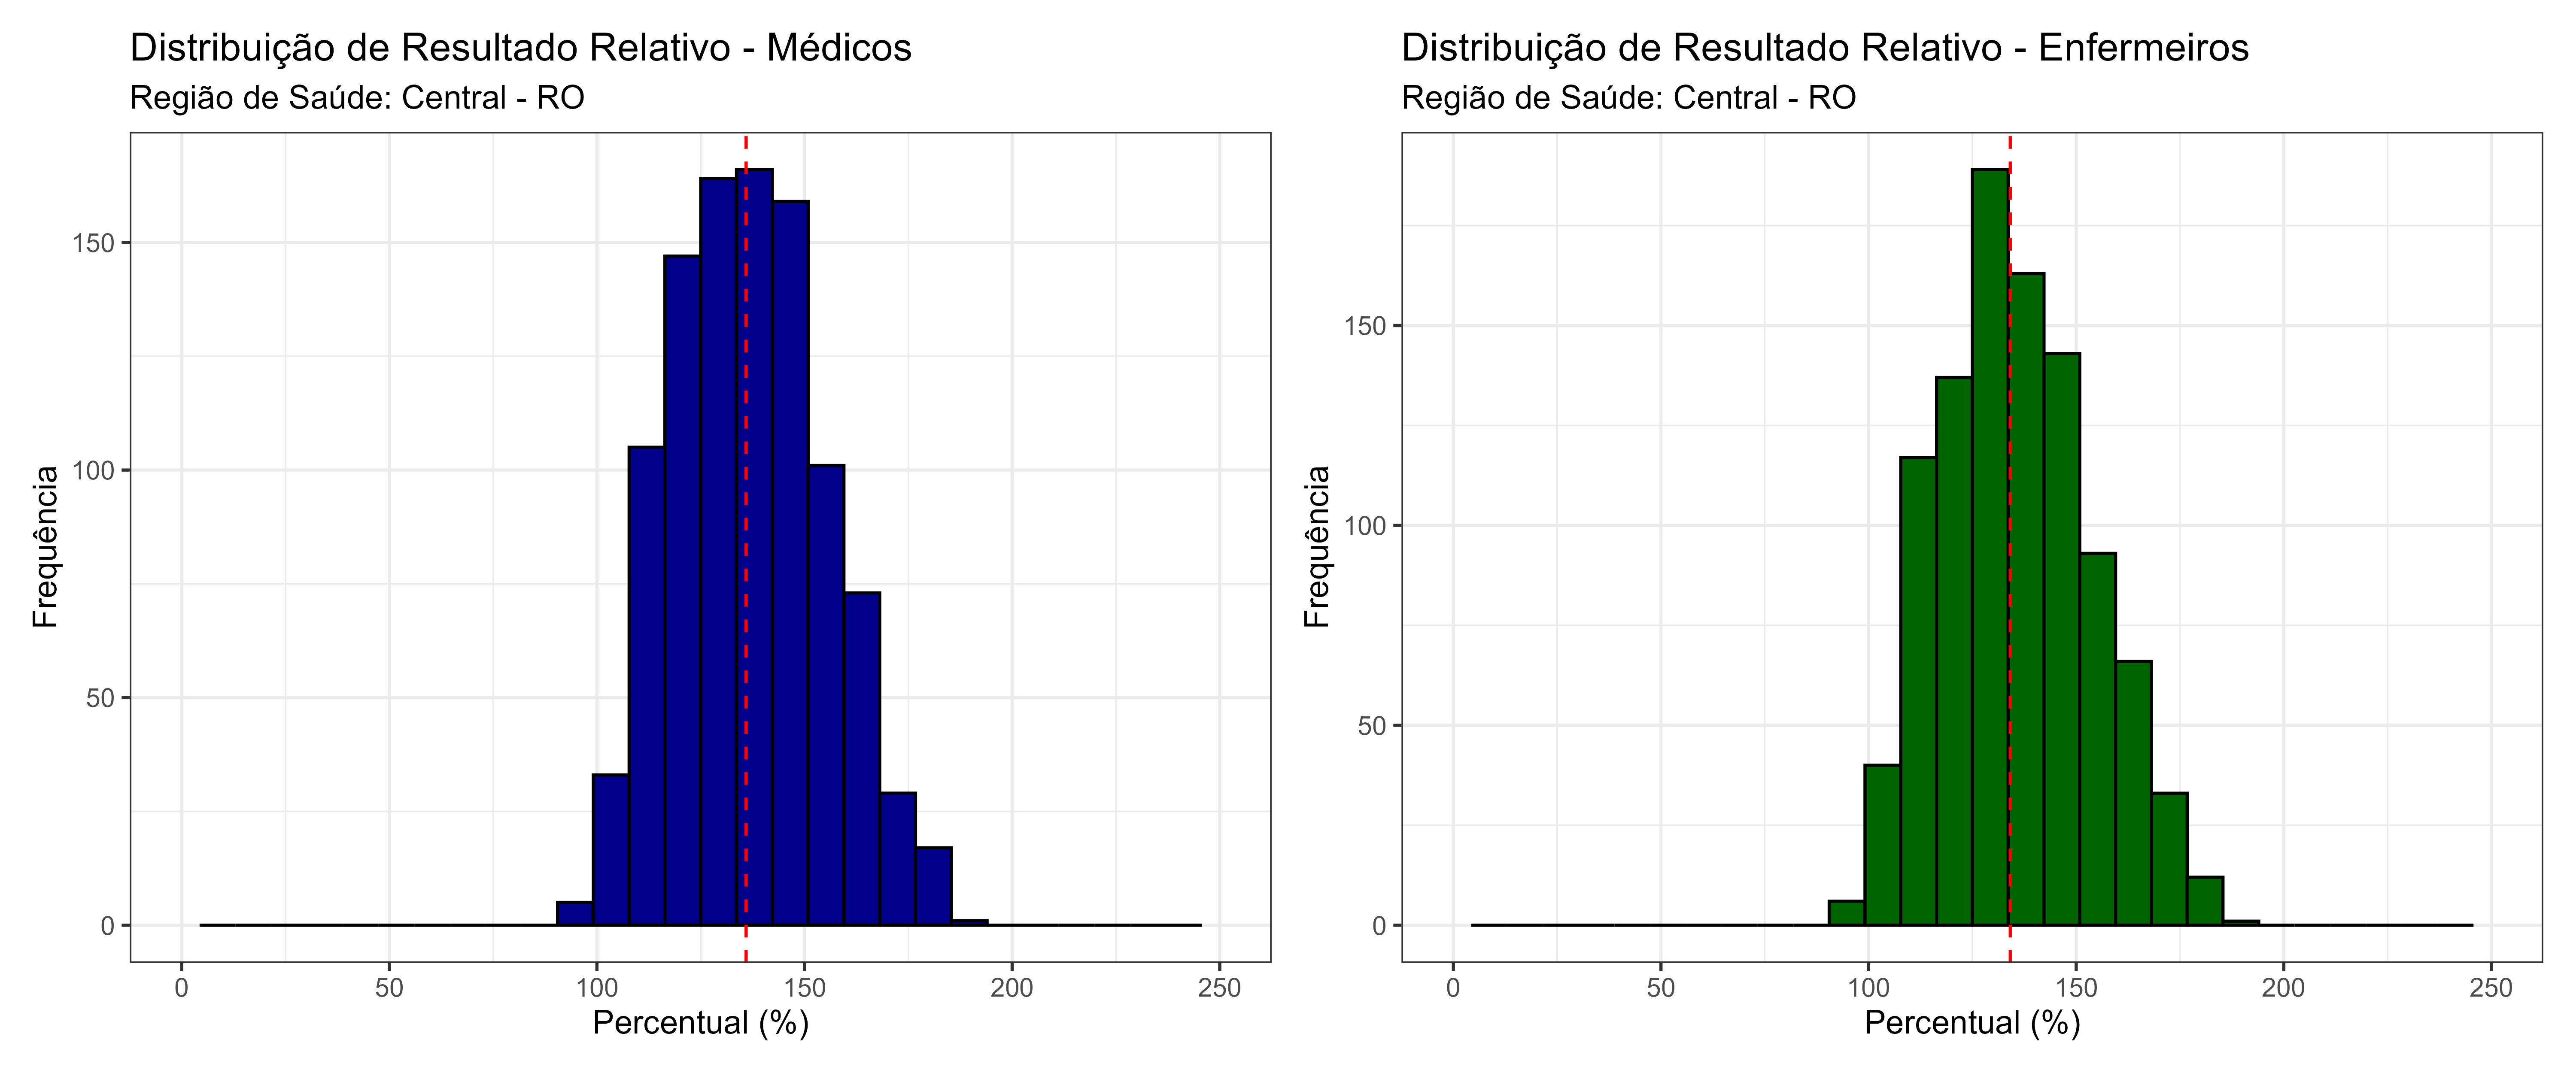 Distribuição de Resultado Relativo - Médicos
Região de Saúde: Central - RO
Frequência
150
100
50
0
0 50 100 150 200 250
Percentual (%)
Distribuição de Resultado Relativo - Enfermeiros
Região de Saúde: Central - RO
Frequência
150
100
50
0
0 50 100 150 200 250
Percentual (%)